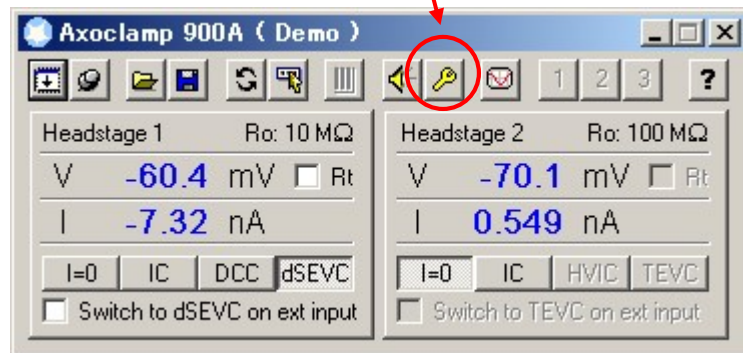 Axoclamp 900A ( Demo )
1 2 3 ?
Headstage 1 Ro: 10 MΩ
V -60.4 mV Rt
I -7.32 nA
I=0 IC DCC dSEVC
Switch to dSEVC on ext input
Headstage 2 Ro: 100 MΩ
V -70.1 mV Rt
I 0.549 nA
I=0 IC HVIC TEVC
Switch to TEVC on ext input